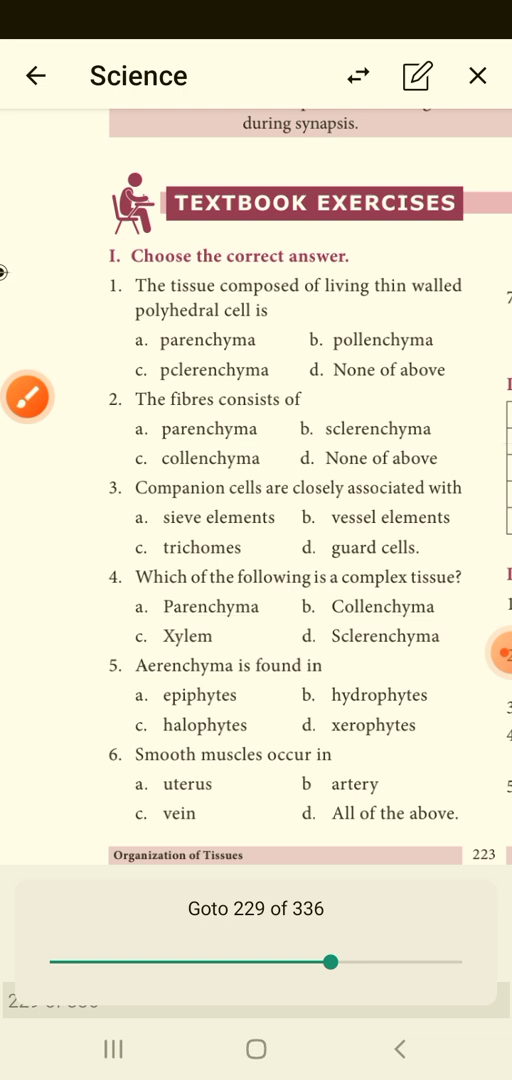 Science
during synapsis.
TEXTBOOK EXERCISES
I. Choose the correct answer.
1. The tissue composed of living thin walled
polyhedral cell is
a. parenchyma b. pollenchyma
c. pclerenchyma d. None of above
2. The fibres consists of
a. parenchyma b. sclerenchyma
c. collenchyma d. None of above
3. Companion cells are closely associated with
a. sieve elements b. vessel elements
c. trichomes d. guard cells.
4. Which of the following is a complex tissue?
a. Parenchyma b. Collenchyma
c. Xylem d. Sclerenchyma
5. Aerenchyma is found in
a. epiphytes b. hydrophytes
c. halophytes d. xerophytes
6. Smooth muscles occur in
a. uterus b artery
c. vein d. All of the above.
Organization of Tissues 223
Goto 229 of 336